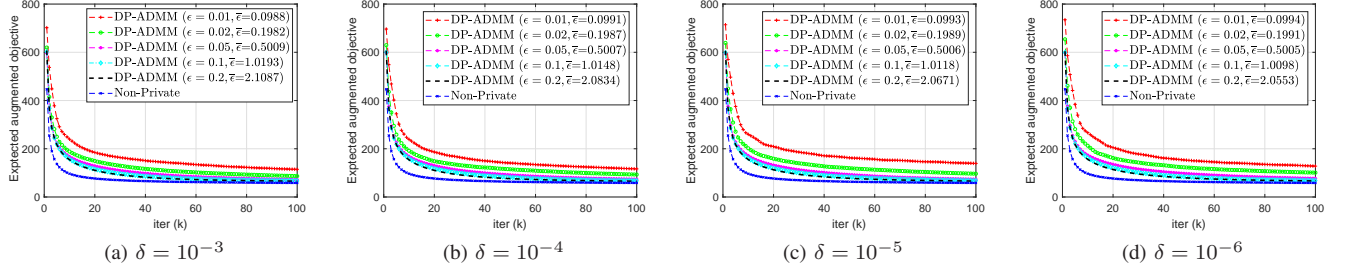 Exptected augmented objective
800
600
400
200
0
DP-ADMM (ϵ = 0.01, ϵ̄=0.0988)
DP-ADMM (ϵ = 0.02, ϵ̄=0.1982)
DP-ADMM (ϵ = 0.05, ϵ̄=0.5009)
DP-ADMM (ϵ = 0.1, ϵ̄=1.0193)
DP-ADMM (ϵ = 0.2, ϵ̄=2.1087)
Non-Private
0 20 40 60 80 100
iter (k)
(a) δ = 10⁻³
Exptected augmented objective
800
600
400
200
0
DP-ADMM (ϵ = 0.01, ϵ̄=0.0991)
DP-ADMM (ϵ = 0.02, ϵ̄=0.1987)
DP-ADMM (ϵ = 0.05, ϵ̄=0.5007)
DP-ADMM (ϵ = 0.1, ϵ̄=1.0148)
DP-ADMM (ϵ = 0.2, ϵ̄=2.0834)
Non-Private
0 20 40 60 80 100
iter (k)
(b) δ = 10⁻⁴
Exptected augmented objective
800
600
400
200
0
DP-ADMM (ϵ = 0.01, ϵ̄=0.0993)
DP-ADMM (ϵ = 0.02, ϵ̄=0.1989)
DP-ADMM (ϵ = 0.05, ϵ̄=0.5006)
DP-ADMM (ϵ = 0.1, ϵ̄=1.0118)
DP-ADMM (ϵ = 0.2, ϵ̄=2.0671)
Non-Private
0 20 40 60 80 100
iter (k)
(c) δ = 10⁻⁵
Exptected augmented objective
800
600
400
200
0
DP-ADMM (ϵ = 0.01, ϵ̄=0.0994)
DP-ADMM (ϵ = 0.02, ϵ̄=0.1991)
DP-ADMM (ϵ = 0.05, ϵ̄=0.5005)
DP-ADMM (ϵ = 0.1, ϵ̄=1.0098)
DP-ADMM (ϵ = 0.2, ϵ̄=2.0553)
Non-Private
0 20 40 60 80 100
iter (k)
(d) δ = 10⁻⁶